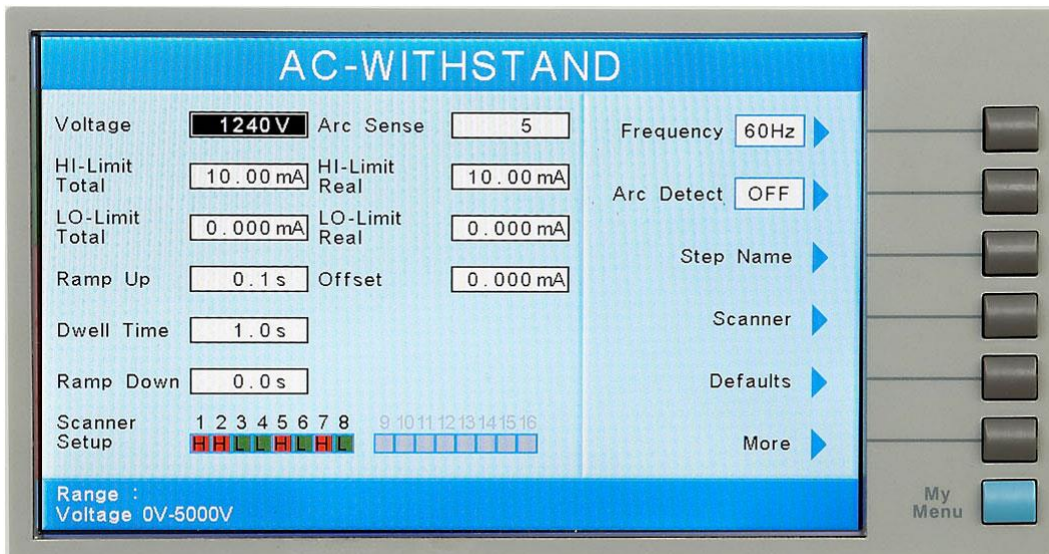 AC-WITHSTAND
Voltage 1240V Arc Sense 5
HI-Limit Total 10.00mA HI-Limit Real 10.00mA
LO-Limit Total 0.000mA LO-Limit Real 0.000mA
Ramp Up 0.1s Offset 0.000mA
Dwell Time 1.0s
Ramp Down 0.0s
Scanner Setup 1 2 3 4 5 6 7 8 9 10 11 12 13 14 15 16
H H L L H L H L
Frequency 60Hz
Arc Detect OFF
Step Name
Scanner
Defaults
More
Range :
Voltage 0V-5000V
My
Menu